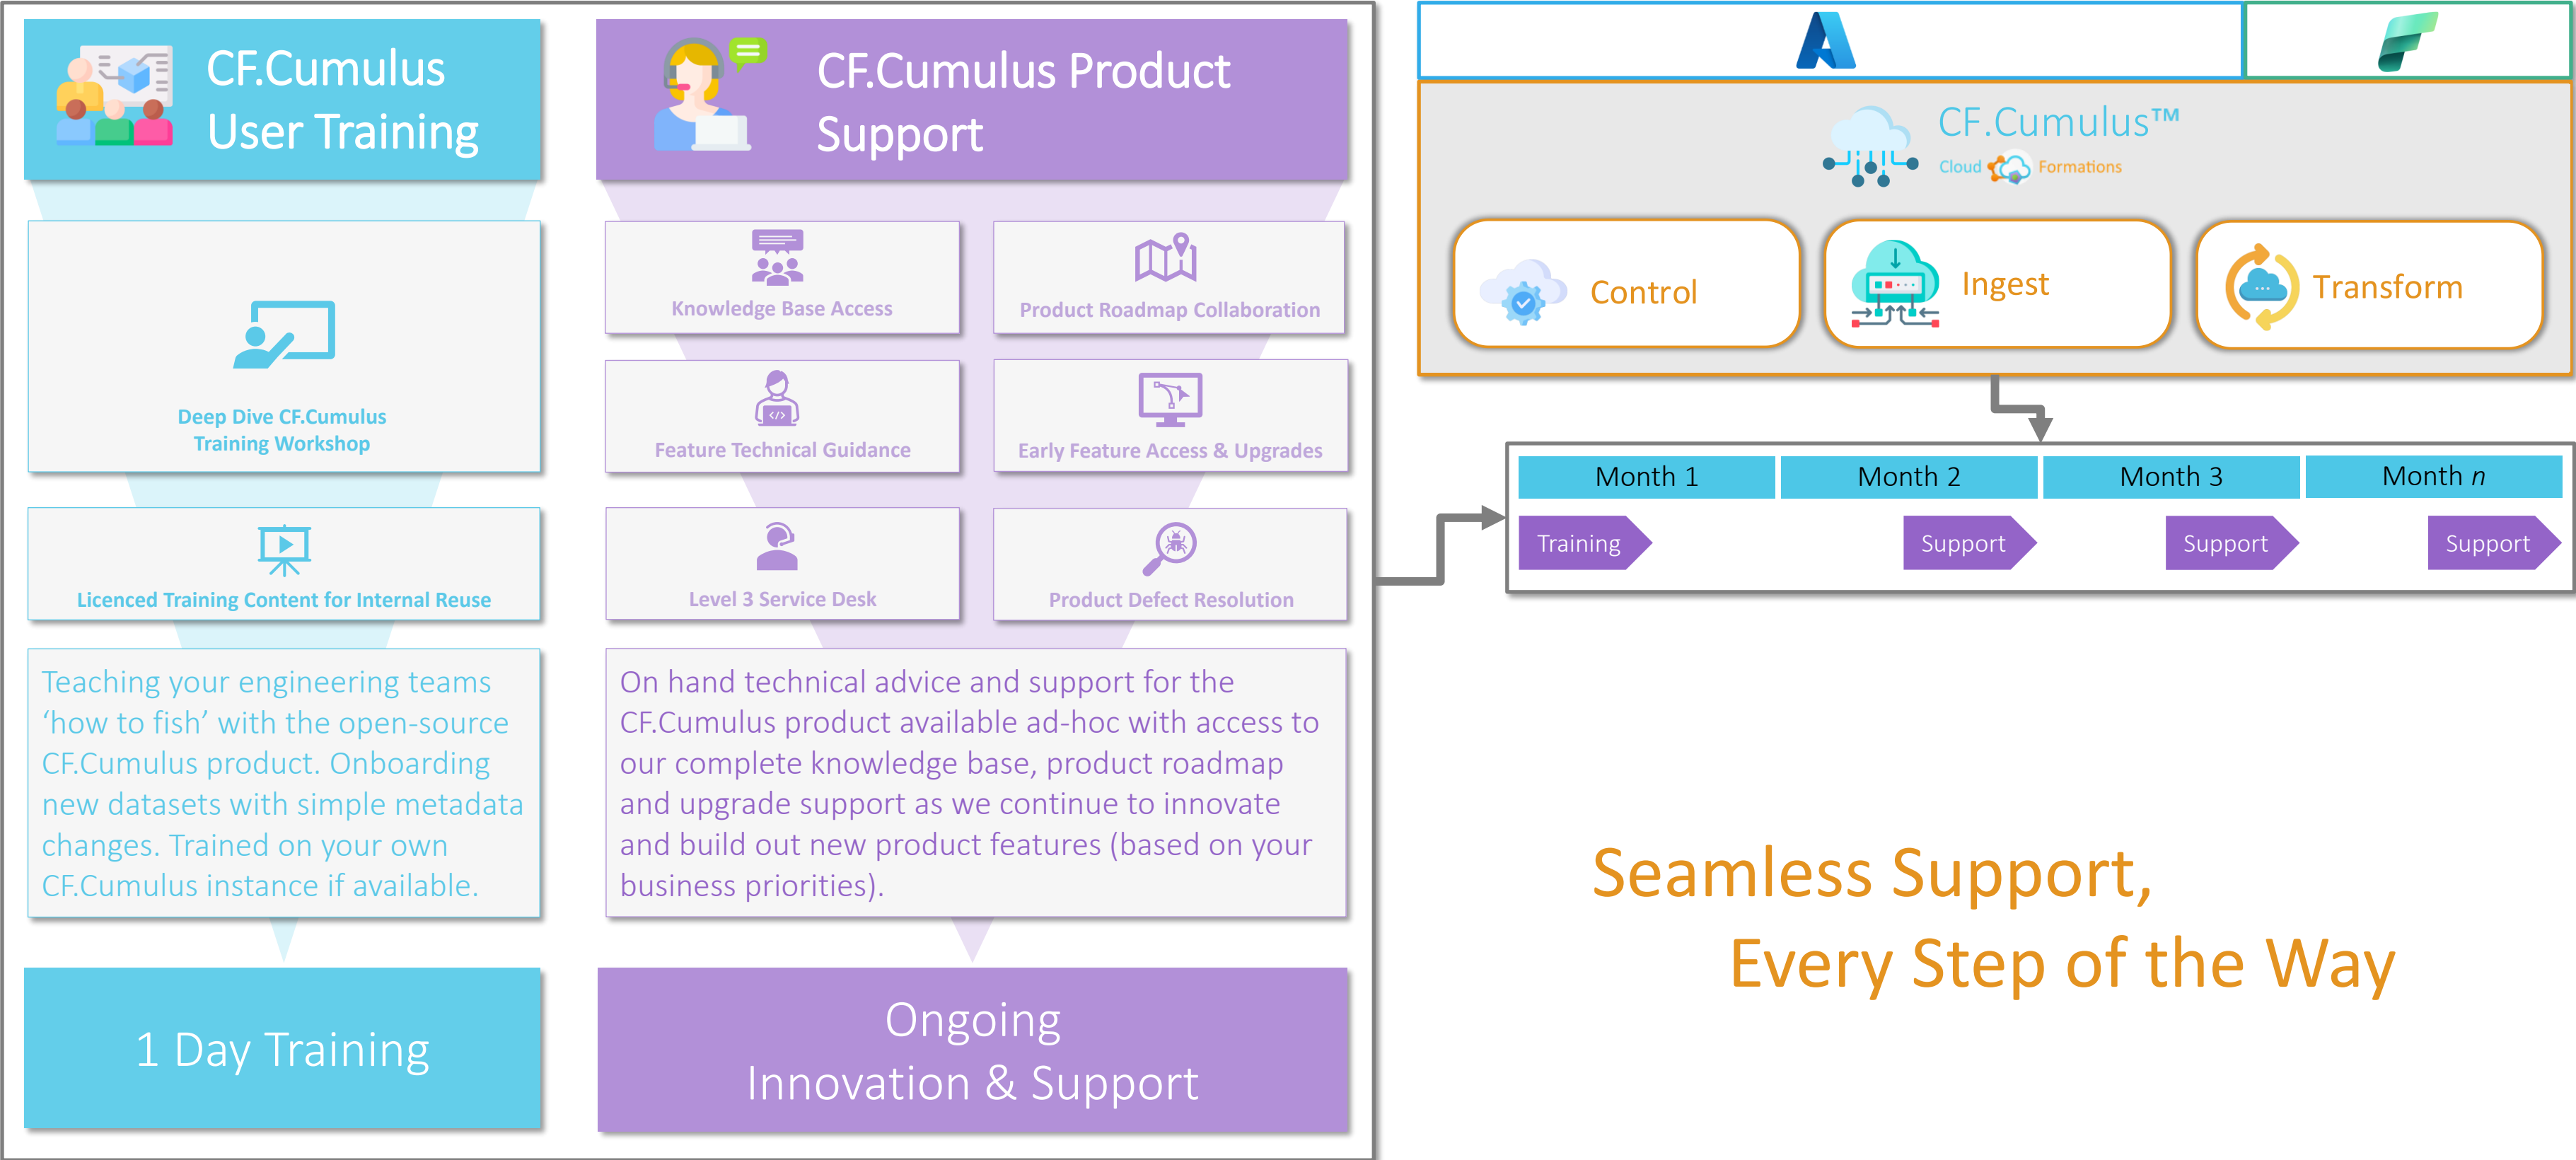 CF.Cumulus
User Training
Deep Dive CF.Cumulus
Training Workshop
Licenced Training Content for Internal Reuse
Teaching your engineering teams
‘how to fish’ with the open-source
CF.Cumulus product. Onboarding
new datasets with simple metadata
changes. Trained on your own
CF.Cumulus instance if available.
1 Day Training
CF.Cumulus Product
Support
Knowledge Base Access
Product Roadmap Collaboration
Feature Technical Guidance
Early Feature Access & Upgrades
Level 3 Service Desk
Product Defect Resolution
On hand technical advice and support for the
CF.Cumulus product available ad-hoc with access to
our complete knowledge base, product roadmap
and upgrade support as we continue to innovate
and build out new product features (based on your
business priorities).
Ongoing
Innovation & Support
CF.Cumulus™
Cloud Formations
Control
Ingest
Transform
Month 1
Month 2
Month 3
Month n
Training
Support
Support
Support
Seamless Support,
Every Step of the Way